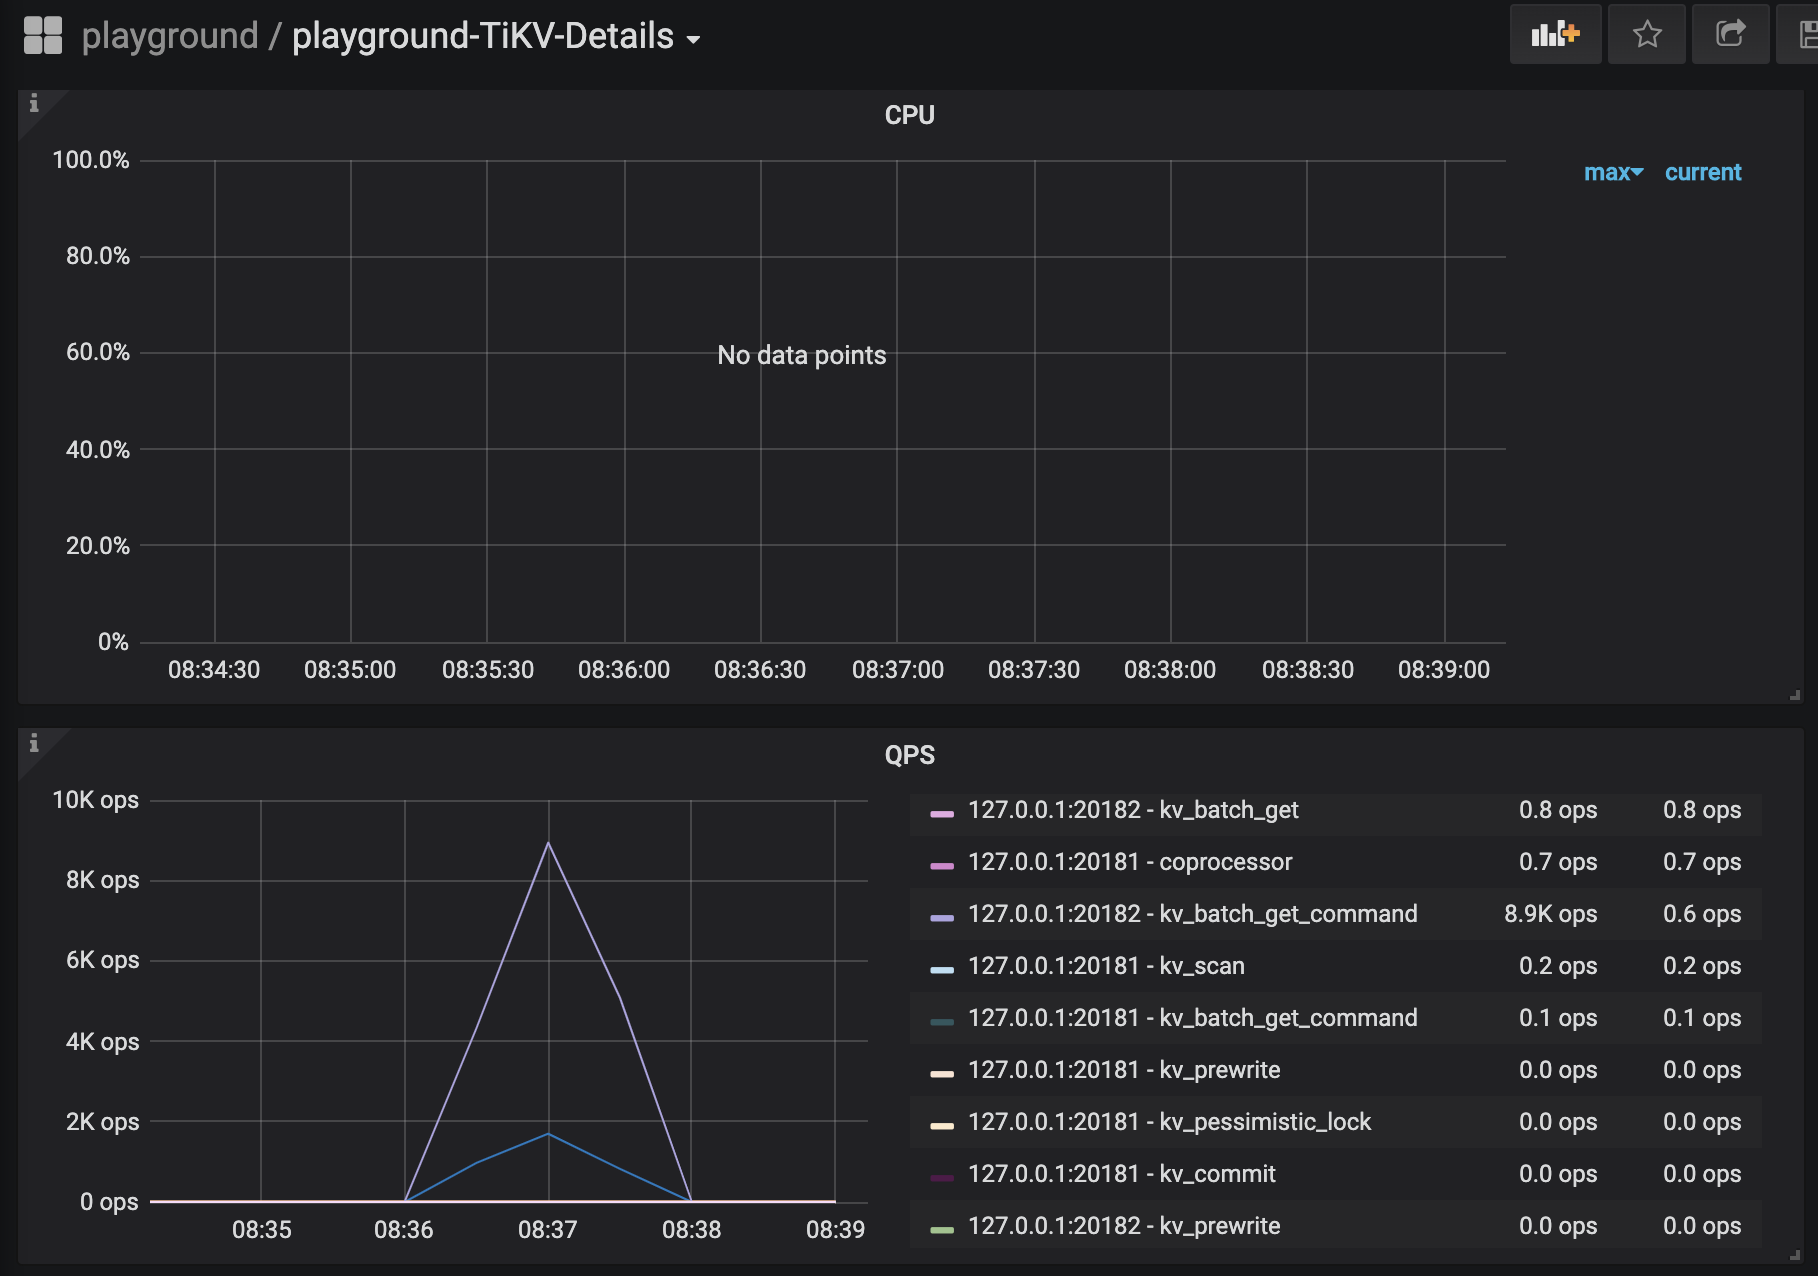 playground / playground-TiKV-Details
CPU
max current
100.0%
80.0%
60.0%
40.0%
20.0%
0%
No data points
08:34:30 08:35:00 08:35:30 08:36:00 08:36:30 08:37:00 08:37:30 08:38:00 08:38:30 08:39:00
QPS
10K ops
8K ops
6K ops
4K ops
2K ops
0 ops
08:35 08:36 08:37 08:38 08:39
127.0.0.1:20182 - kv_batch_get 0.8 ops 0.8 ops
127.0.0.1:20181 - coprocessor 0.7 ops 0.7 ops
127.0.0.1:20182 - kv_batch_get_command 8.9K ops 0.6 ops
127.0.0.1:20181 - kv_scan 0.2 ops 0.2 ops
127.0.0.1:20181 - kv_batch_get_command 0.1 ops 0.1 ops
127.0.0.1:20181 - kv_prewrite 0.0 ops 0.0 ops
127.0.0.1:20181 - kv_pessimistic_lock 0.0 ops 0.0 ops
127.0.0.1:20181 - kv_commit 0.0 ops 0.0 ops
127.0.0.1:20182 - kv_prewrite 0.0 ops 0.0 ops